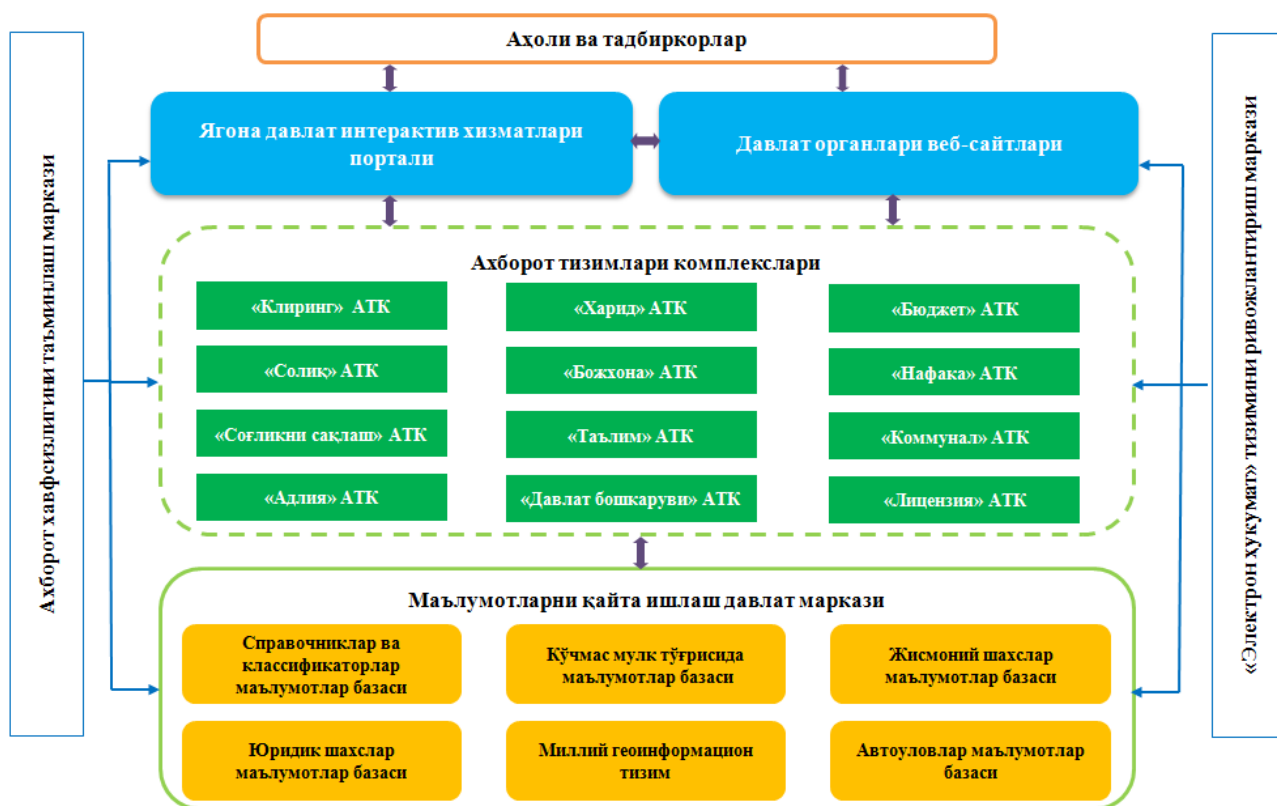 Аҳоли ва тадбиркорлар
Ахборот хавфсизлигини таъминлаш маркази
Ягона давлат интерактив хизматлари
портали
Давлат органлари веб-сайтлари
«Электрон ҳукумат» тизимини ривожлантириш маркази
Ахборот тизимлари комплекслари
«Клиринг» АТК
«Харид» АТК
«Бюджет» АТК
«Солиқ» АТК
«Божхона» АТК
«Нафака» АТК
«Соғликни сақлаш» АТК
«Таълим» АТК
«Коммунал» АТК
«Адлия» АТК
«Давлат бошкаруви» АТК
«Лицензия» АТК
Маълумотларни қайта ишлаш давлат маркази
Справочниклар ва
классификаторлар
маълумотлар базаси
Кўчмас мулк тўғрисида
маълумотлар базаси
Жисмоний шахслар
маълумотлар базаси
Юридик шахслар
маълумотлар базаси
Миллий геоинформацион
тизим
Автоуловлар маълумотлар
базаси